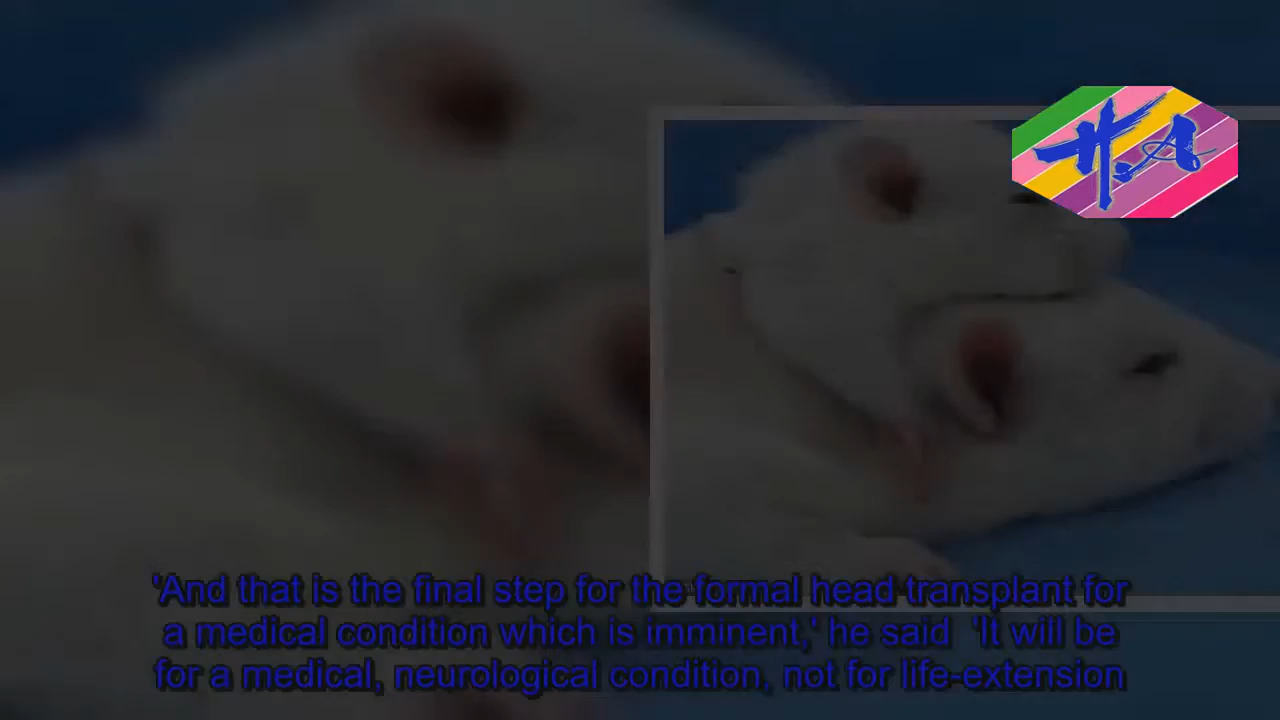 HA
'And that is the final step for the formal head transplant for
a medical condition which is imminent,' he said  'It will be
for a medical, neurological condition, not for life-extension